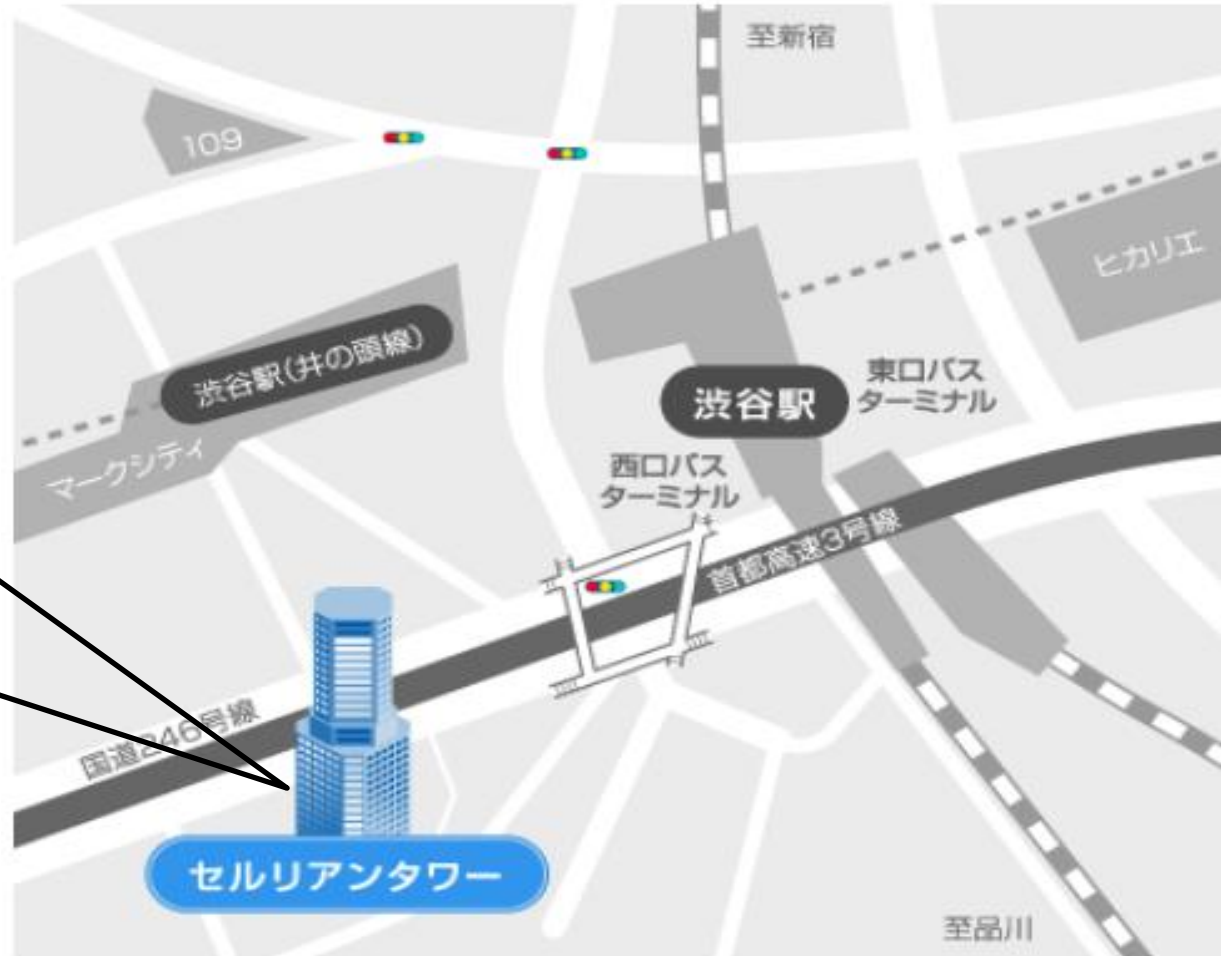 至新宿
109
ヒカリエ
渋谷駅(井の頭線)
渋谷駅
東口バス
ターミナル
マークシティ
西口バス
ターミナル
首都高速3号線
国道246号線
セルリアンタワー
至品川